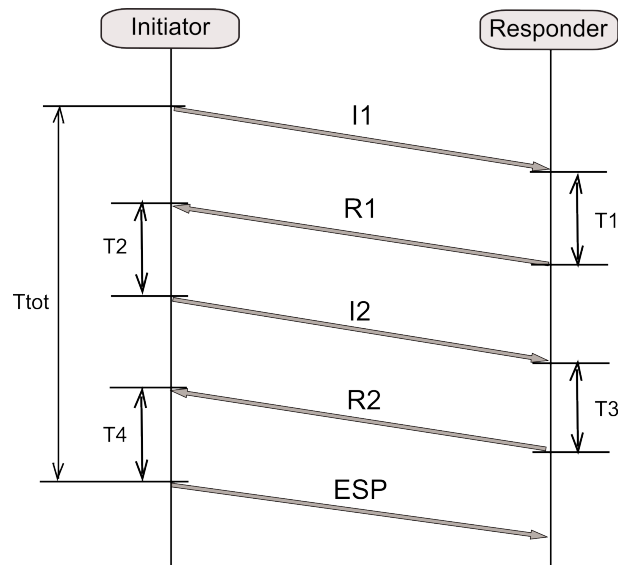 Initiator
Responder
I1
R1
T1
T2
Ttot
I2
R2
T3
T4
ESP